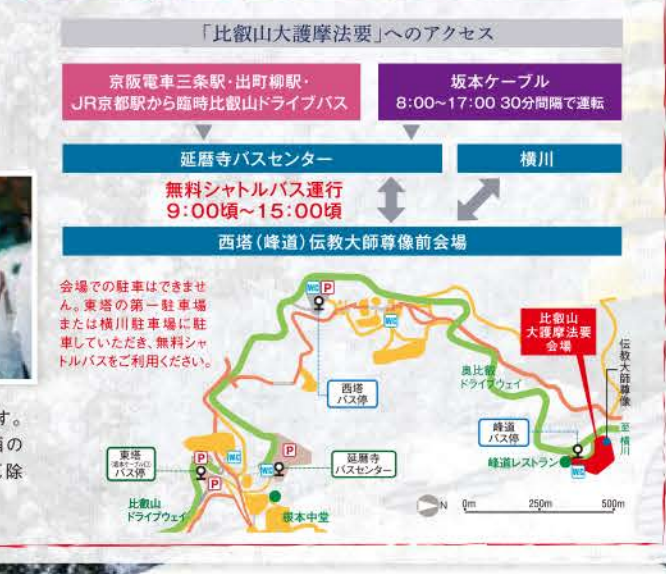 「比叡山大護摩法要」へのアクセス
京阪電車三条駅・出町柳駅・
JR京都駅から臨時比叡山ドライブバス
坂本ケーブル
8:00~17:00 30分間隔で運転
延暦寺バスセンター
横川
無料シャトルバス運行
9:00頃~15:00頃
西塔(峰道)伝教大師尊像前会場
会場での駐車はできませ
ん。東塔の第一駐車場
または横川駐車場に駐
車していただき、無料シャ
トルバスをご利用ください。
WC P
WC
比叡山
大護摩法要
会場
伝教大師尊像
西塔
バス停
奥比叡
ドライブウェイ
峰道
バス停
至横川
峰道レストラン
WC
す。
の
除
東塔
バス停
P
WC
P
WC
P
延暦寺
バスセンター
比叡山
ドライブウェイ
根本中堂
N
0m 250m 500m